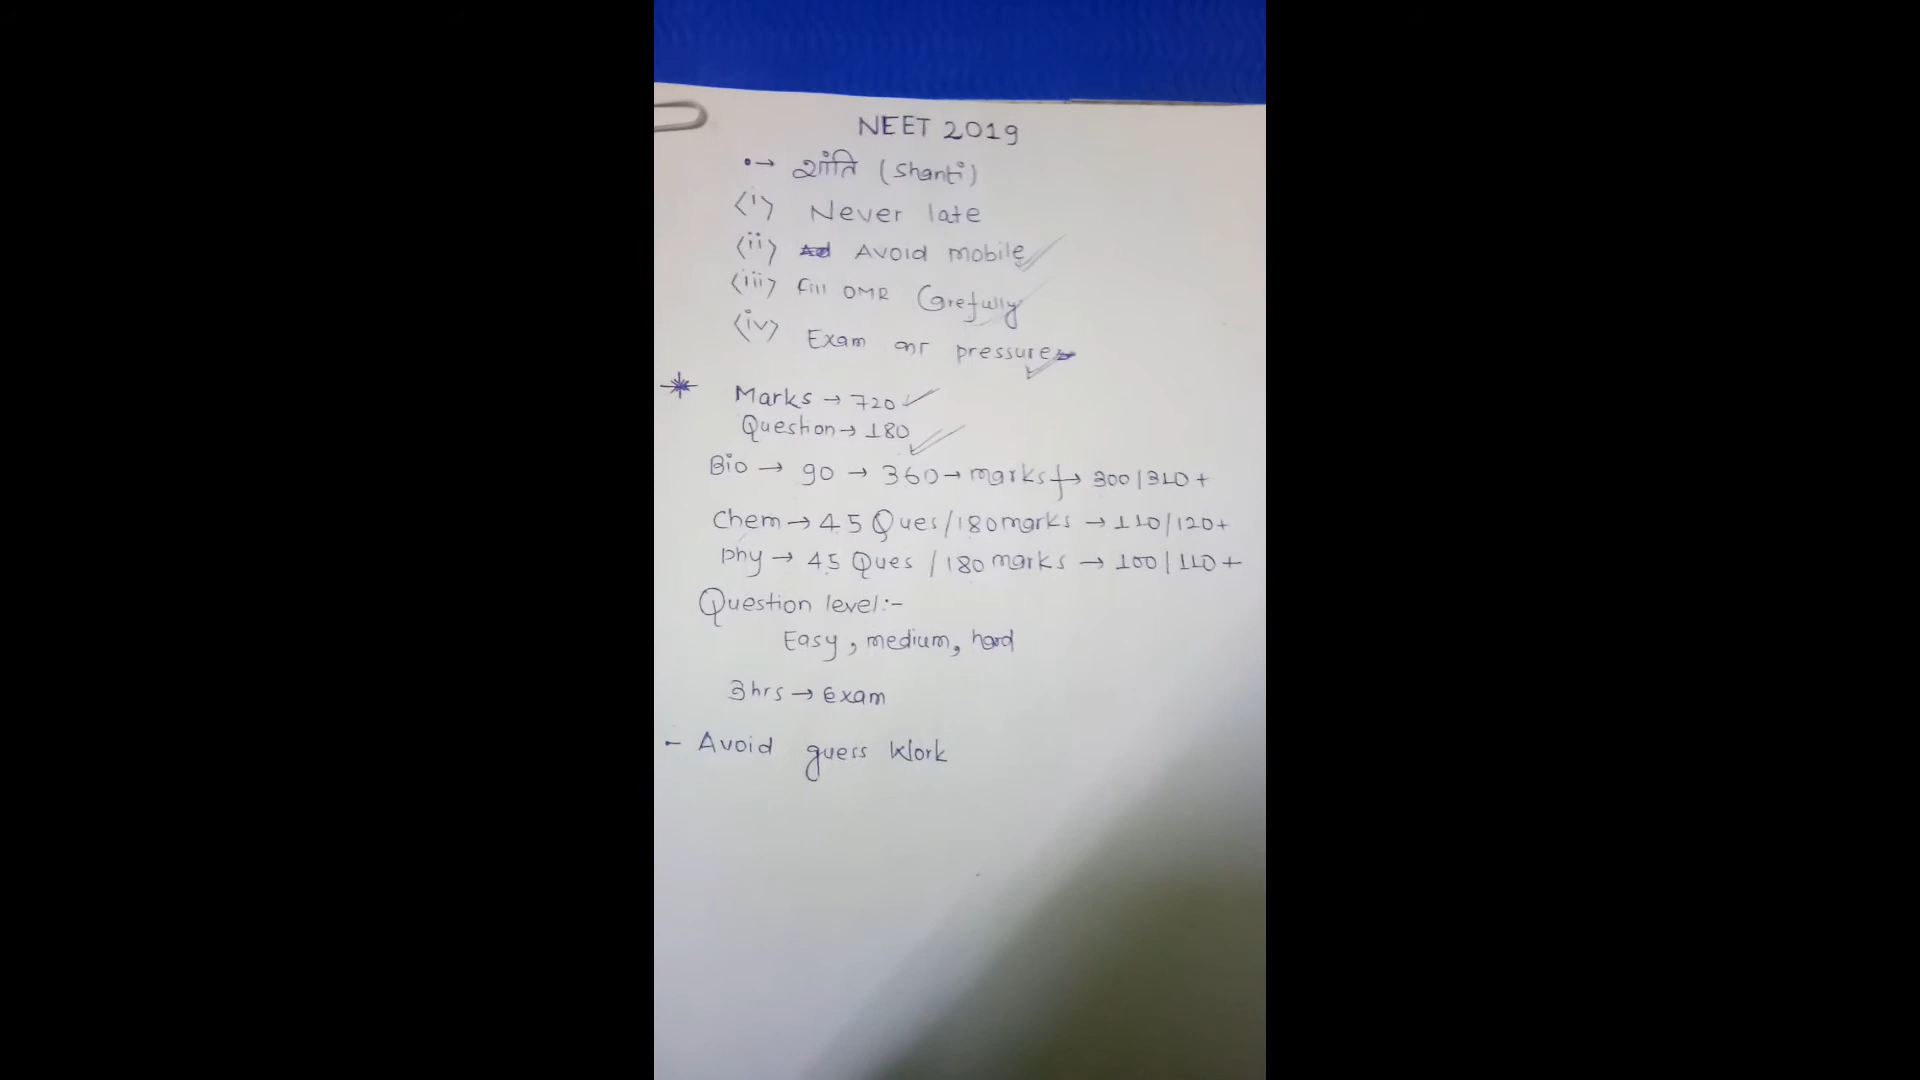 NEET 2019
•→ शांति (Shanti)
<i> Never late
<ii> Avoid mobile
<iii> Fill OMR Carefully
<iv> Exam का pressure
Marks → 720
Question → 180
Bio → 90 → 360 → marks → 300/310+
Chem → 45 Ques/180 marks → 110/120+
Phy → 45 Ques / 180 marks → 100/110+
Question level:-
Easy, medium, hard
3hrs → exam
- Avoid guess Work